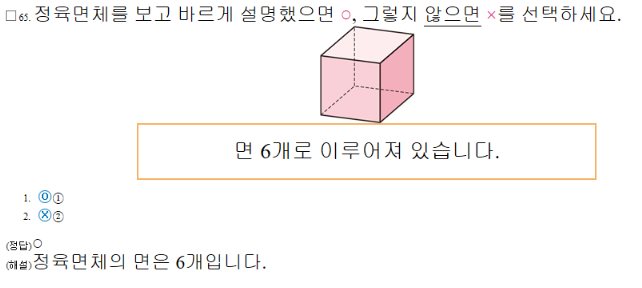 □ 65. 정육면체를 보고 바르게 설명했으면 ○, 그렇지 않으면 ×를 선택하세요.
면 6개로 이루어져 있습니다.
1. Ⓞ①
2. ⓧ②
(정답)○
(해설)정육면체의 면은 6개입니다.